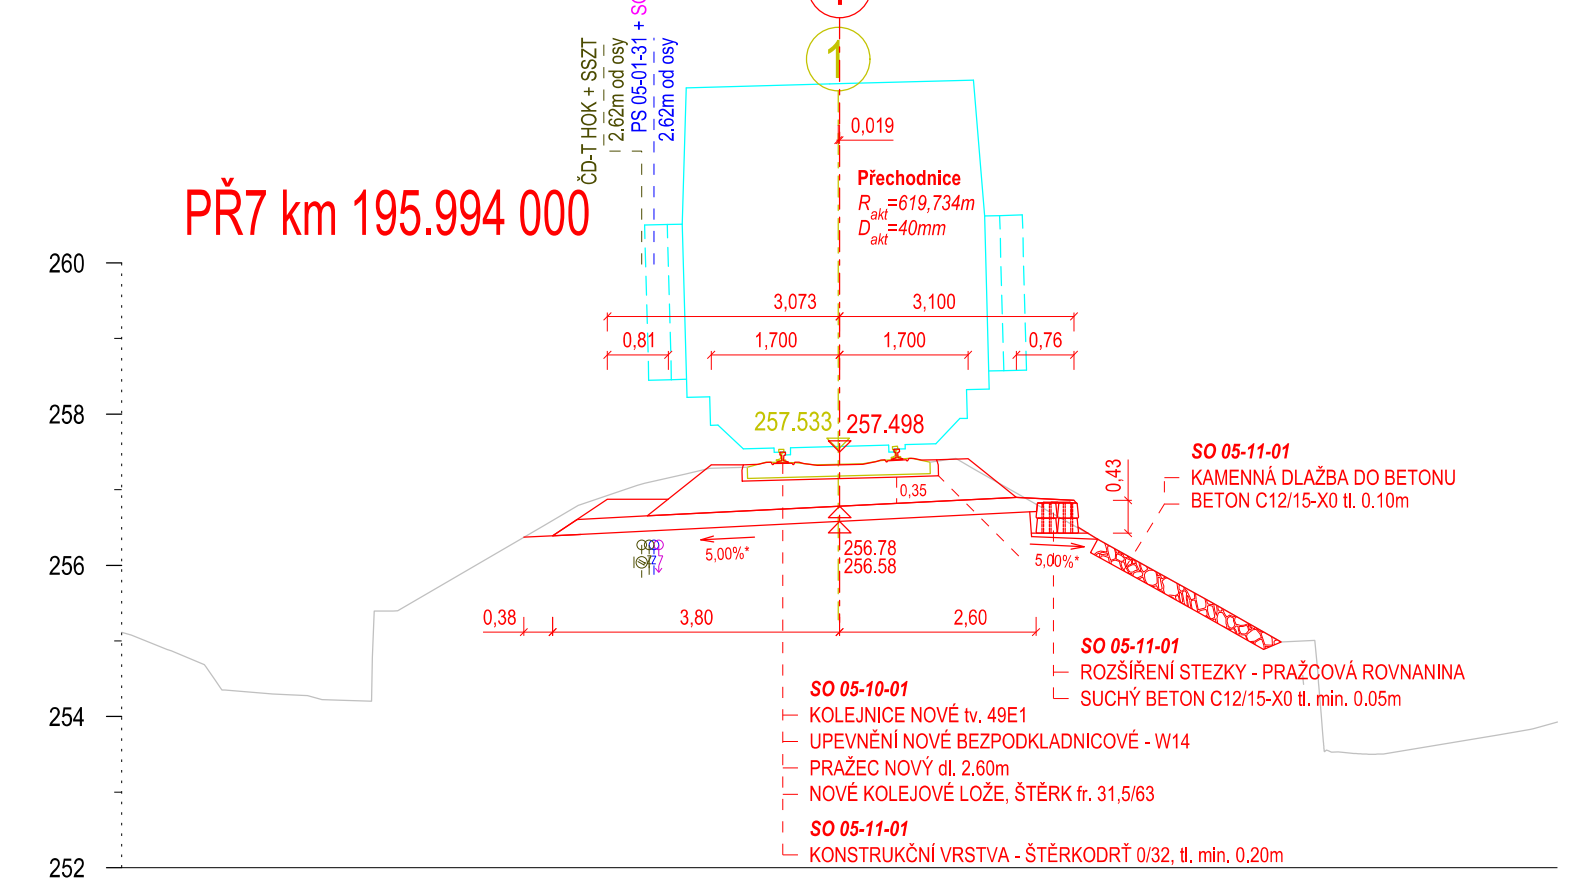 ČD-T HOK + SSZT
2.62m od osy
PS 05-01-31 + SO
2.62m od osy
1
0,019
PŘ7 km 195.994 000
Přechodnice
Rakt=619,734m
Dakt=40mm
260
3,073
3,100
0,81
1,700
1,700
0,76
258
257.533
257.498
0,43
SO 05-11-01
KAMENNÁ DLAŽBA DO BETONU
BETON C12/15-X0 tl. 0.10m
0,35
256
5,00%*
256.78
256.58
5,00%*
0,38
3,80
2,60
SO 05-11-01
ROZŠÍŘENÍ STEZKY - PRAŽCOVÁ ROVNANINA
SUCHÝ BETON C12/15-X0 tl. min. 0.05m
254
SO 05-10-01
KOLEJNICE NOVÉ tv. 49E1
UPEVNĚNÍ NOVÉ BEZPODKLADNICOVÉ - W14
PRAŽEC NOVÝ dl. 2.60m
NOVÉ KOLEJOVÉ LOŽE, ŠTĚRK fr. 31,5/63
SO 05-11-01
KONSTRUKČNÍ VRSTVA - ŠTĚRKODRŤ 0/32, tl. min. 0,20m
252